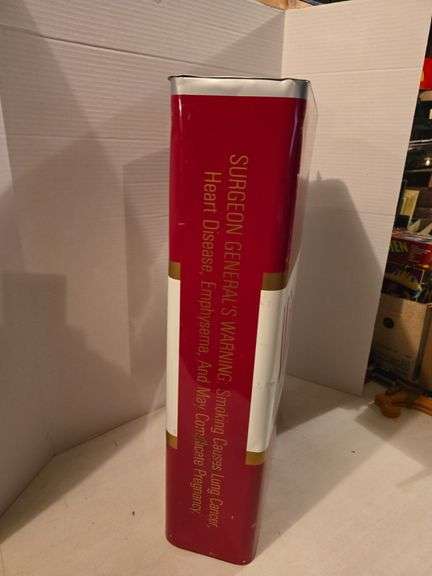 SURGEON GENERAL'S WARNING: Smoking Causes Lung Cancer,
Heart Disease, Emphysema, And May Complicate Pregnancy.